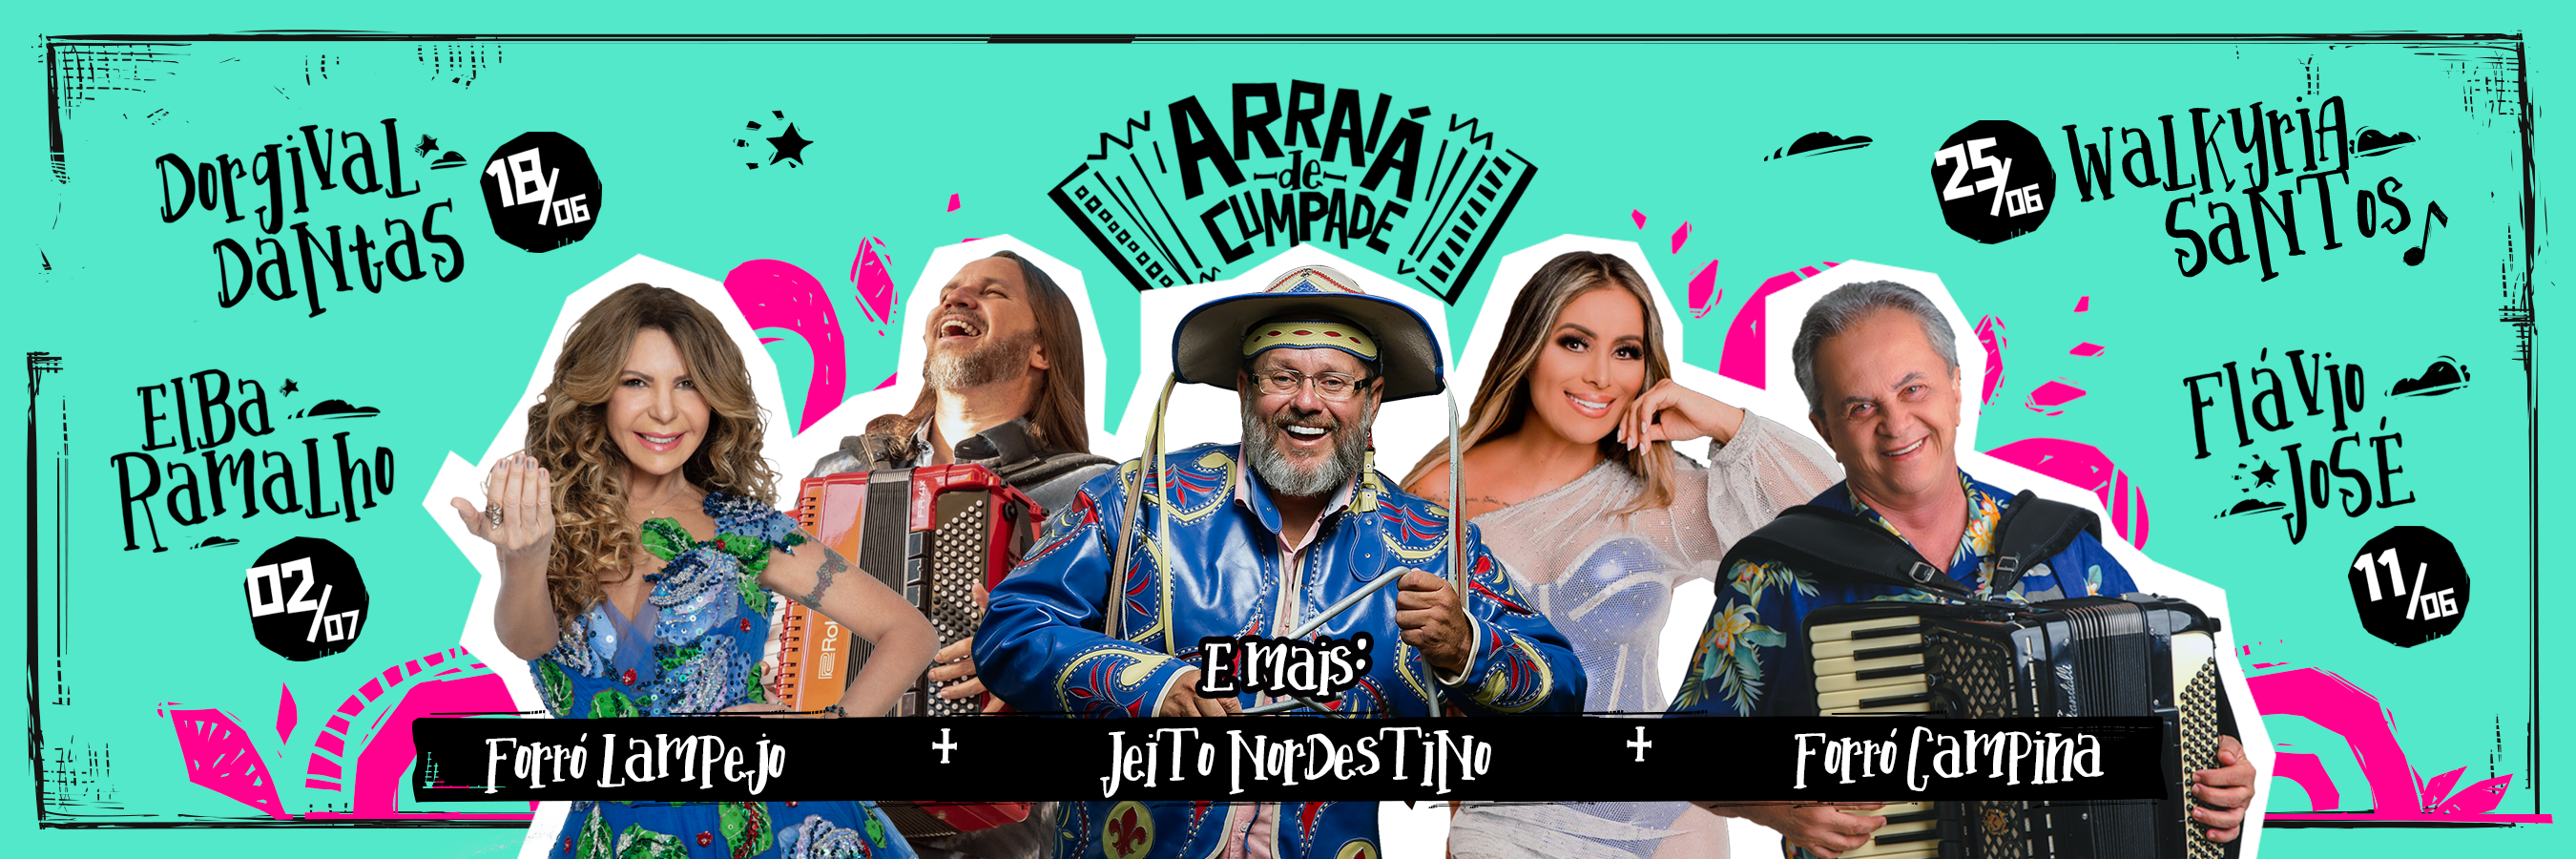 ARRAIÁ
de
CUMPADE
Dorgival
Dantas
18/06
Elba
Ramalho
02/07
Walkyria
Santos
25/06
Flávio
José
11/06
E mais:
Forró Lampejo + Jeito Nordestino + Forró Campina